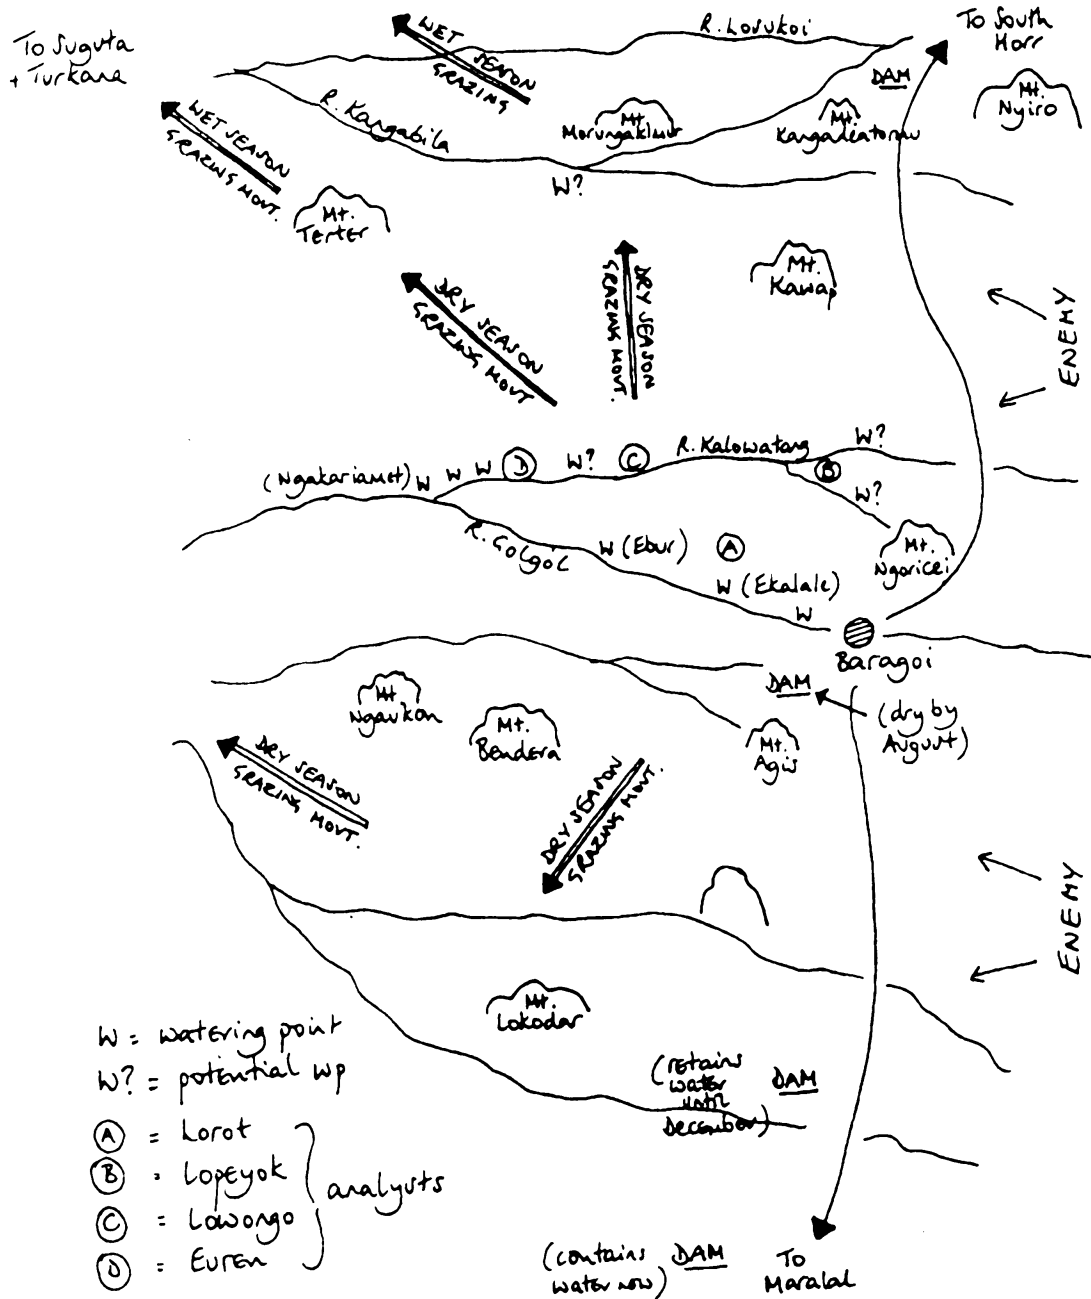 To Suguta
+ Turkana
WET SEASON
GRAZING
R. Losukoi
To South
Horr
DAM
Mt.
Nyiro
WET SEASON
GRAZING MOVT.
R. Kangabila
Mt.
Morungakimur
Mt.
W?
Mt.
Terter
DRY SEASON
GRAZING MOVT
DRY SEASON
GRAZING MOVT.
Mt.
Kawap
ENEMY
(Ngakariamet)
W
W
W
D
W?
C
R. Kalowatang
W?
B
W?
R. Golgol
W (Ebur)
A
Mt.
Ngoricei
W (Ekalale)
W
Baragoi
DAM
(dry by
August)
Mt
Ngaukon
Mt.
Bendera
Mt.
Agis
DRY SEASON
GRAZING MOVT.
DRY SEASON
GRAZING MOVT.
ENEMY
Mt.
Lokodar
(retains
water
until
December)
DAM
W = watering point
W? = potential wp
A = Lorot
B = Lopeyok
C = Lowongo
D = Euren
analysts
(contains
water now)
DAM
To
Maralal